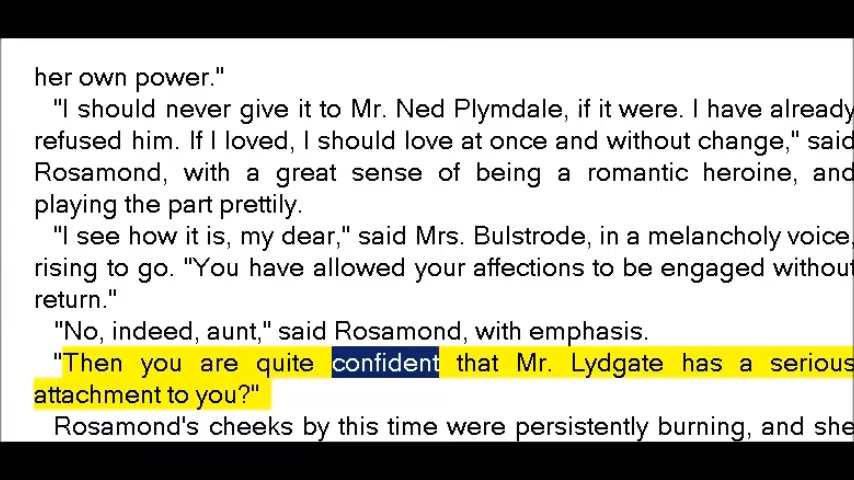 her own power."
"I should never give it to Mr. Ned Plymdale, if it were. I have already
refused him. If I loved, I should love at once and without change," said
Rosamond, with a great sense of being a romantic heroine, and
playing the part prettily.
"I see how it is, my dear," said Mrs. Bulstrode, in a melancholy voice,
rising to go. "You have allowed your affections to be engaged without
return."
"No, indeed, aunt," said Rosamond, with emphasis.
"Then you are quite confident that Mr. Lydgate has a serious
attachment to you?"
Rosamond's cheeks by this time were persistently burning, and she